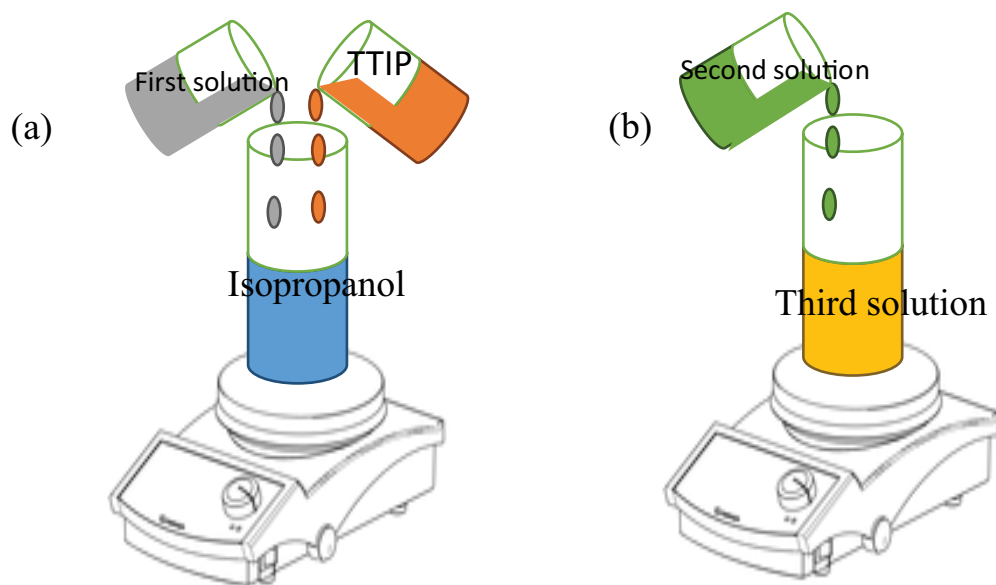 (a)
First solution
TTIP
Isopropanol
(b)
Second solution
Third solution